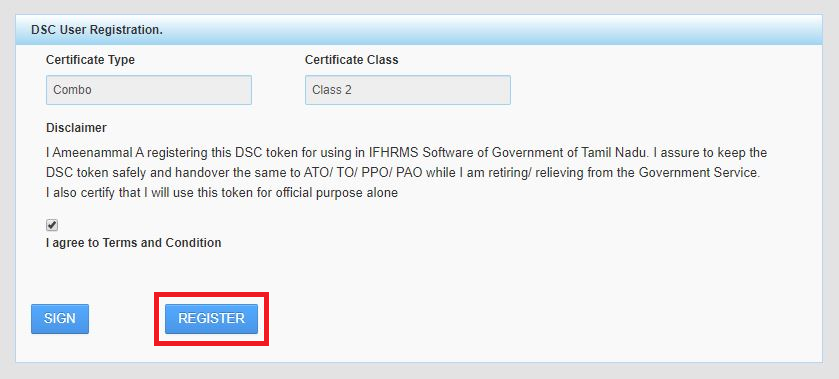 DSC User Registration.
Certificate Type Certificate Class
Combo Class 2
Disclaimer
I Ameenammal A registering this DSC token for using in IFHRMS Software of Government of Tamil Nadu. I assure to keep the
DSC token safely and handover the same to ATO/ TO/ PPO/ PAO while I am retiring/ relieving from the Government Service.
I also certify that I will use this token for official purpose alone
I agree to Terms and Condition
SIGN REGISTER